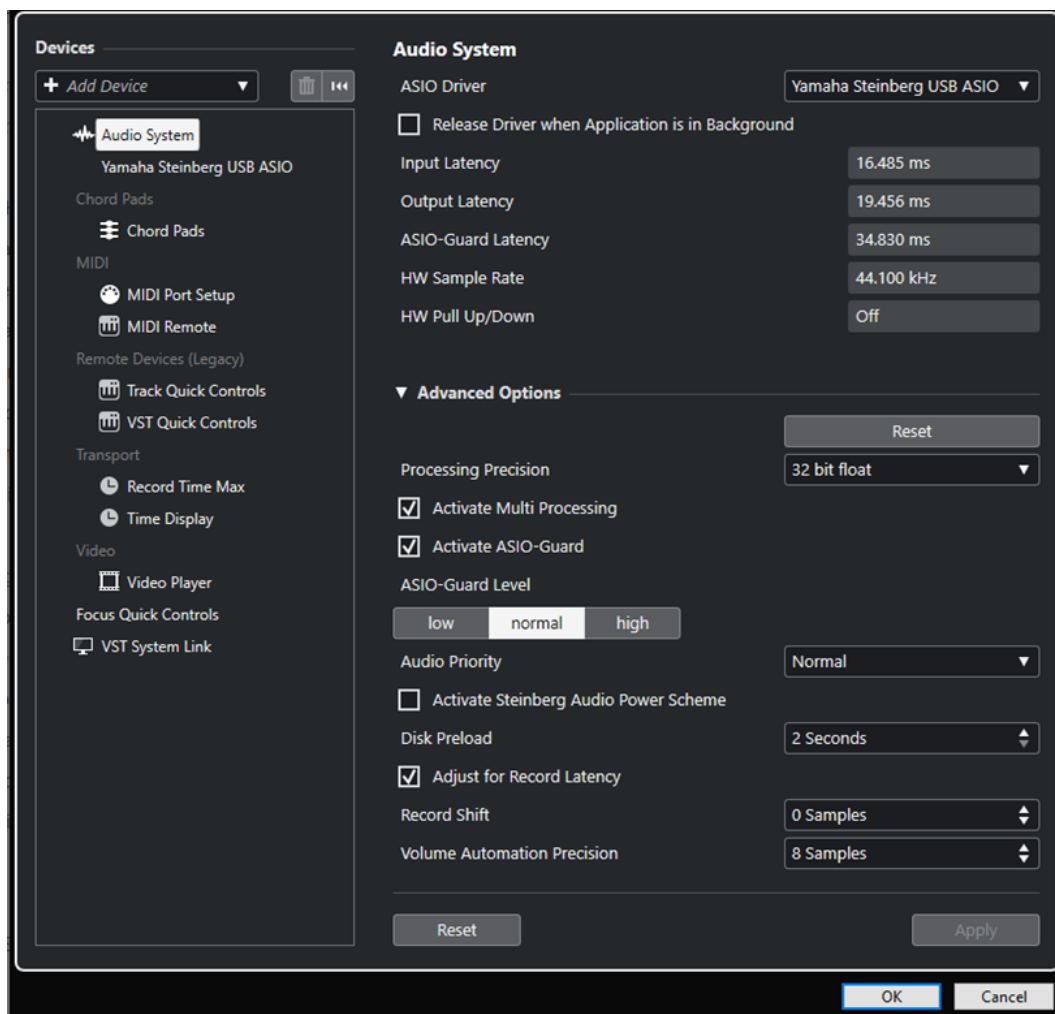 Devices
+ Add Device
Audio System
Yamaha Steinberg USB ASIO
Chord Pads
Chord Pads
MIDI
MIDI Port Setup
MIDI Remote
Remote Devices (Legacy)
Track Quick Controls
VST Quick Controls
Transport
Record Time Max
Time Display
Video
Video Player
Focus Quick Controls
VST System Link
Audio System
ASIO Driver Yamaha Steinberg USB ASIO
Release Driver when Application is in Background
Input Latency 16.485 ms
Output Latency 19.456 ms
ASIO-Guard Latency 34.830 ms
HW Sample Rate 44.100 kHz
HW Pull Up/Down Off
Advanced Options
Reset
Processing Precision 32 bit float
Activate Multi Processing
Activate ASIO-Guard
ASIO-Guard Level
low normal high
Audio Priority Normal
Activate Steinberg Audio Power Scheme
Disk Preload 2 Seconds
Adjust for Record Latency
Record Shift 0 Samples
Volume Automation Precision 8 Samples
Reset Apply
OK Cancel